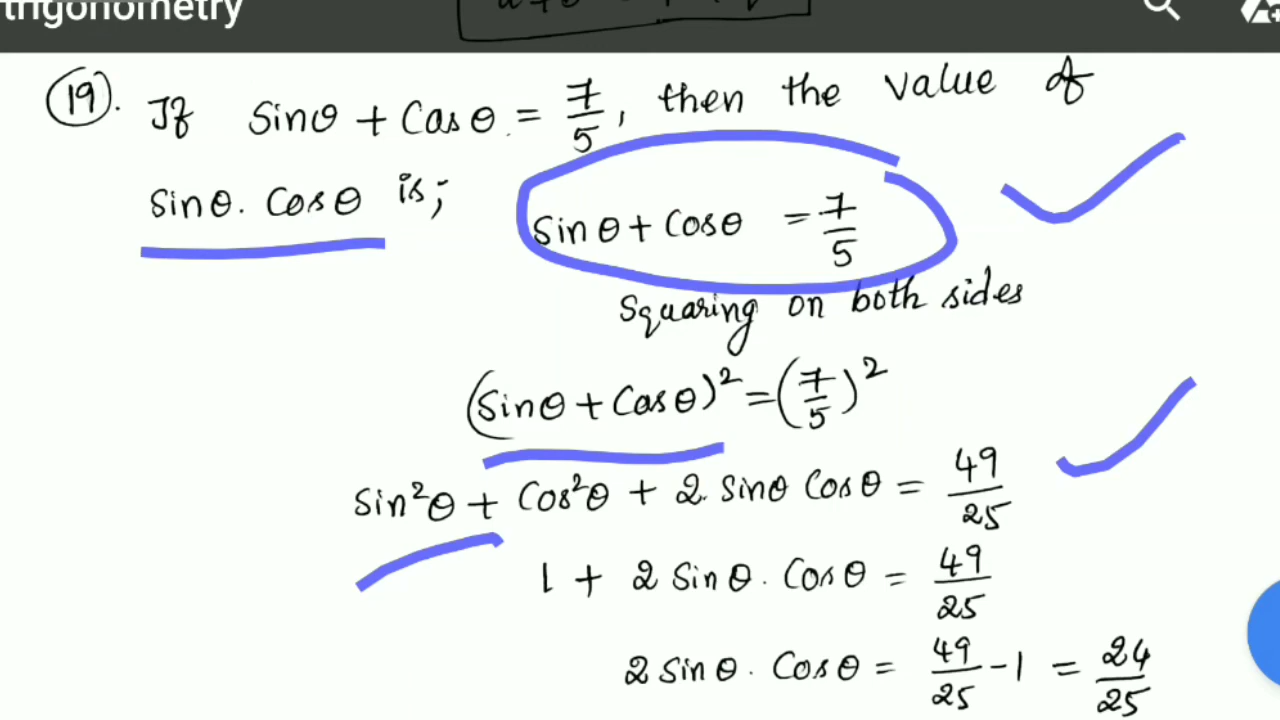 trigonometry
19. If Sinθ + Cosθ = 7/5, then the value of
Sinθ. Cosθ is;
Sinθ + Cosθ = 7/5
Squaring on both sides
(Sinθ + Cosθ)² = (7/5)²
Sin²θ + Cos²θ + 2. Sinθ Cosθ = 49/25
1 + 2 Sinθ. Cosθ = 49/25
2 Sinθ. Cosθ = 49/25 - 1 = 24/25